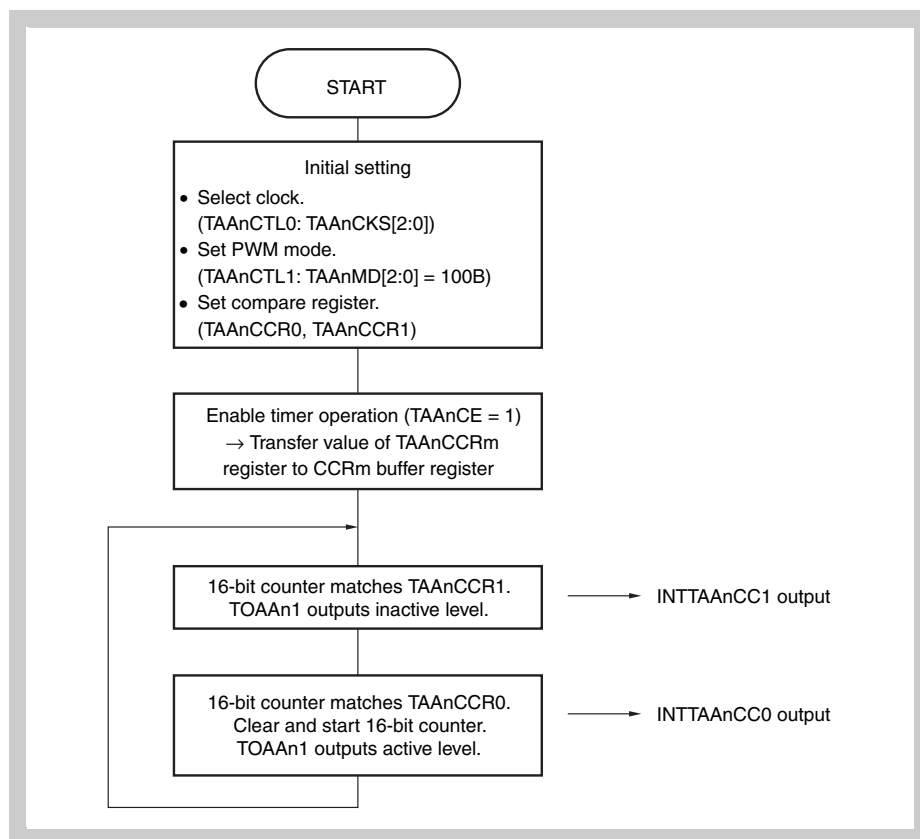 START
Initial setting
• Select clock.
(TAAnCTL0: TAAnCKS[2:0])
• Set PWM mode.
(TAAnCTL1: TAAnMD[2:0] = 100B)
• Set compare register.
(TAAnCCR0, TAAnCCR1)
Enable timer operation (TAAnCE = 1)
→ Transfer value of TAAnCCRm
register to CCRm buffer register
16-bit counter matches TAAnCCR1.
TOAAn1 outputs inactive level.
INTTAAnCC1 output
16-bit counter matches TAAnCCR0.
Clear and start 16-bit counter.
TOAAn1 outputs active level.
INTTAAnCC0 output